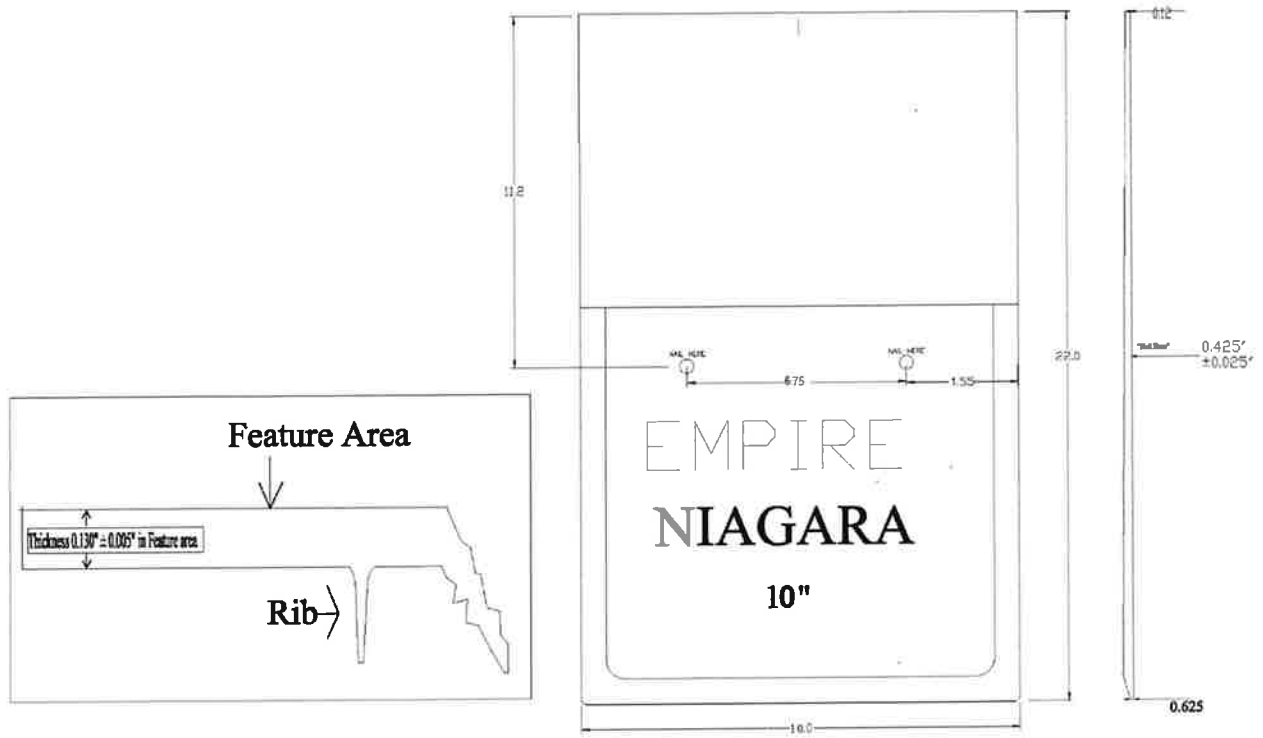 0.12
11.2
NAIL HERE
NAIL HERE
22.0
0.425"
±0.025"
6.75
1.55
EMPIRE
NIAGARA
10"
Feature Area
Thickness 0.130" ± 0.005" in Feature area
Rib
0.625
10.0